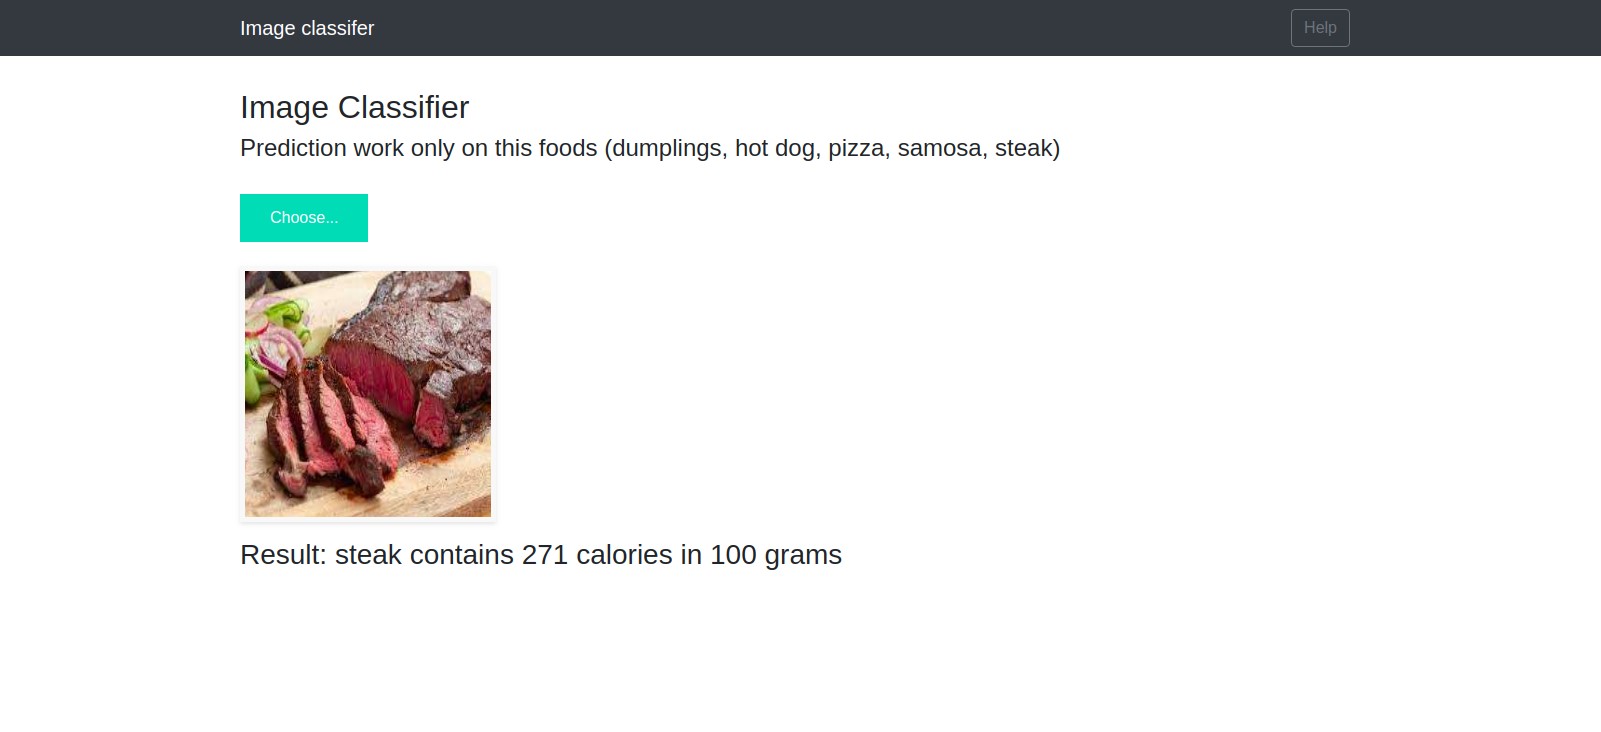 Image classifer
Help
Image Classifier
Prediction work only on this foods (dumplings, hot dog, pizza, samosa, steak)
Choose...
Result: steak contains 271 calories in 100 grams